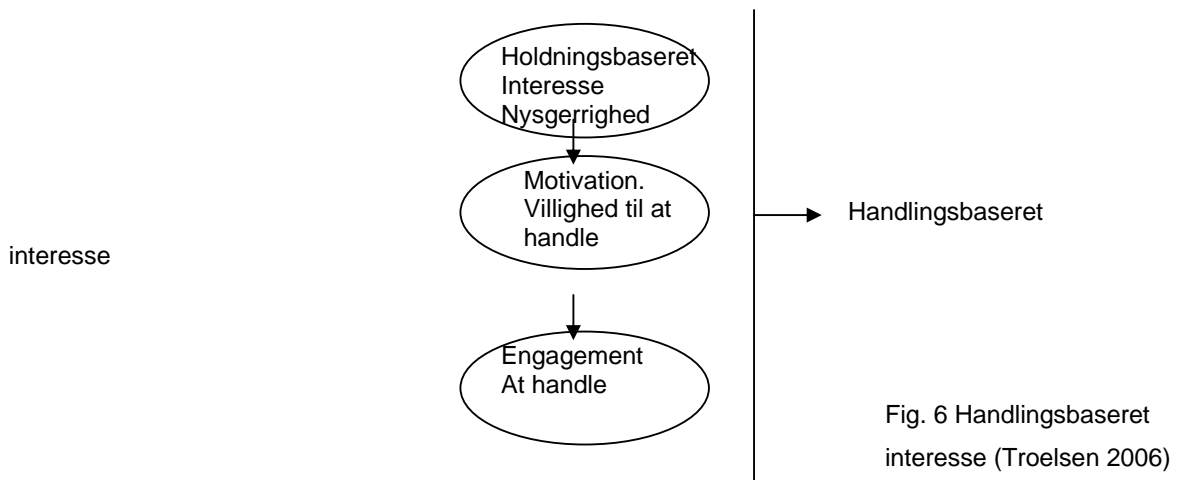 Holdningsbaseret
Interesse
Nysgerrighed
Motivation.
Villighed til at
handle
Handlingsbaseret
interesse
Engagement
At handle
Fig. 6 Handlingsbaseret
interesse (Troelsen 2006)